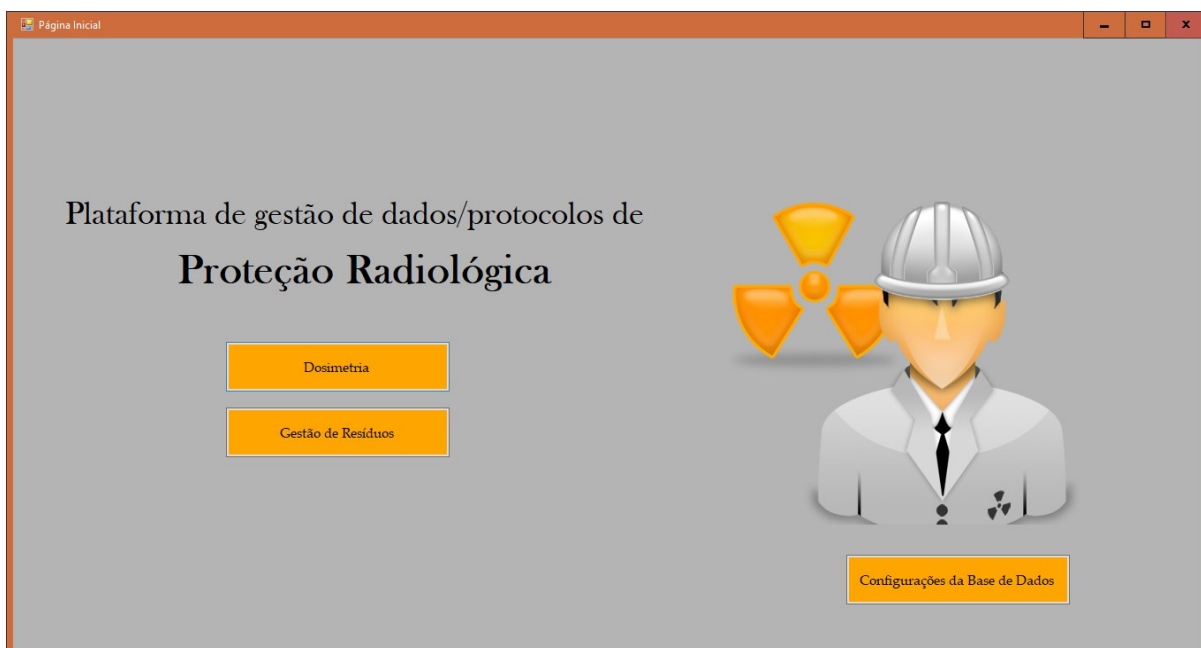 Página Inicial
Plataforma de gestão de dados/protocolos de
Proteção Radiológica
Dosimetria
Gestão de Resíduos
Configurações da Base de Dados